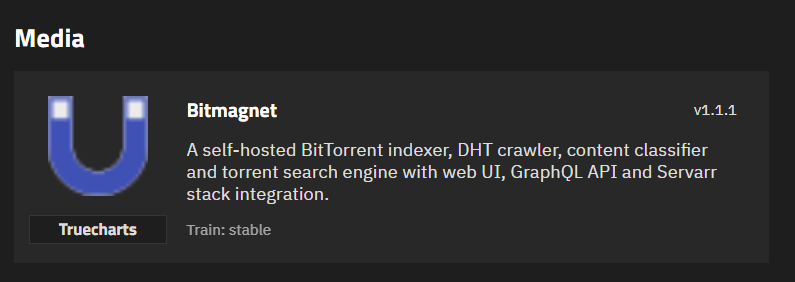 Media
Bitmagnet
v1.1.1
A self-hosted BitTorrent indexer, DHT crawler, content classifier
and torrent search engine with web UI, GraphQL API and Servarr
stack integration.
Truecharts
Train: stable